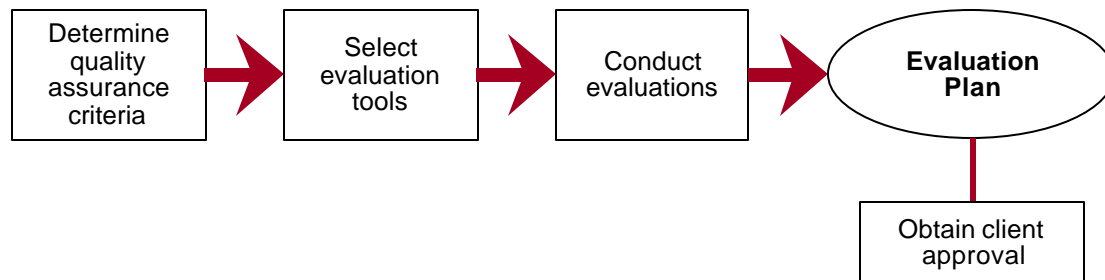 Determine
quality
assurance
criteria
Select
evaluation
tools
Conduct
evaluations
Evaluation
Plan
Obtain client
approval